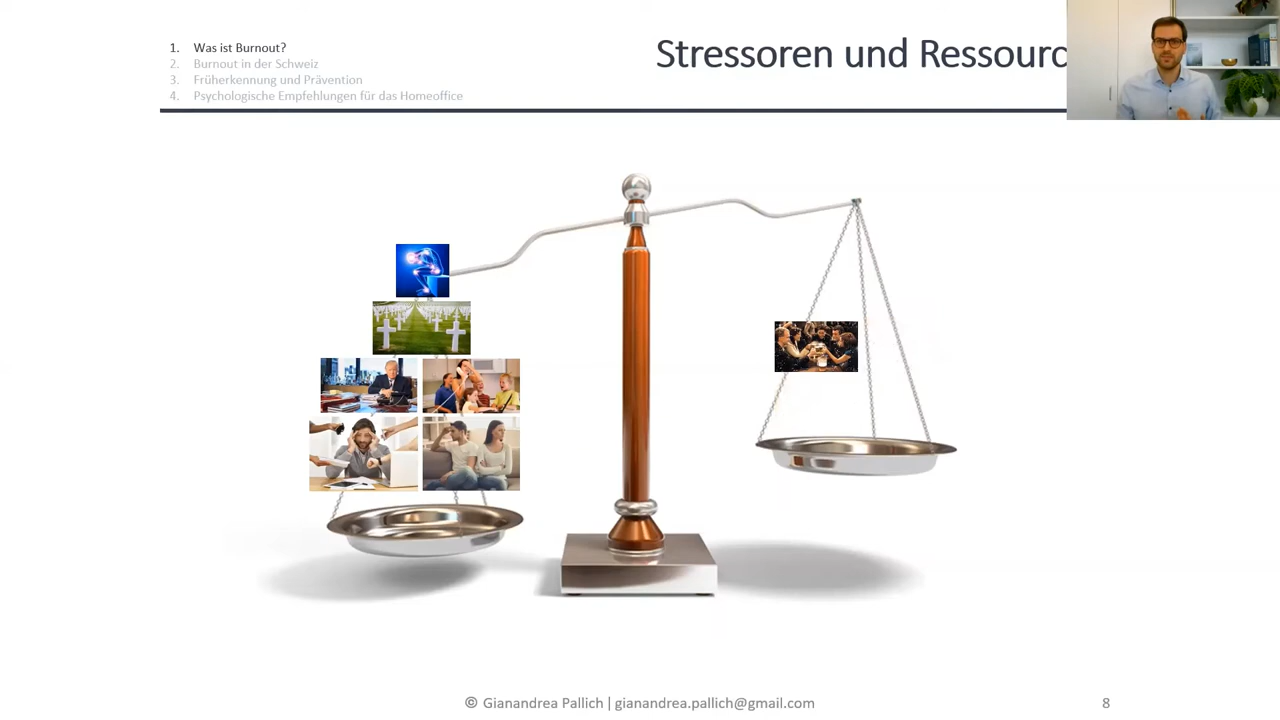 1. Was ist Burnout?
2. Burnout in der Schweiz
3. Früherkennung und Prävention
4. Psychologische Empfehlungen für das Homeoffice
Stressoren und Ressourc
© Gianandrea Pallich | gianandrea.pallich@gmail.com
8